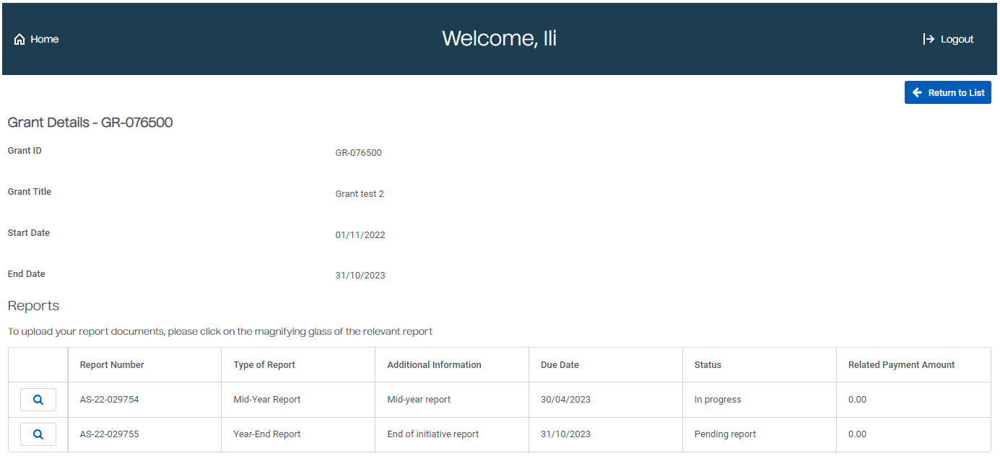 Home
Welcome, Ili
Logout
Return to List
Grant Details - GR-076500
Grant ID GR-076500
Grant Title Grant test 2
Start Date 01/11/2022
End Date 31/10/2023
Reports
To upload your report documents, please click on the magnifying glass of the relevant report
Report Number Type of Report Additional Information Due Date Status Related Payment Amount
AS-22-029754 Mid-Year Report Mid-year report 30/04/2023 In progress 0.00
AS-22-029755 Year-End Report End of initiative report 31/10/2023 Pending report 0.00